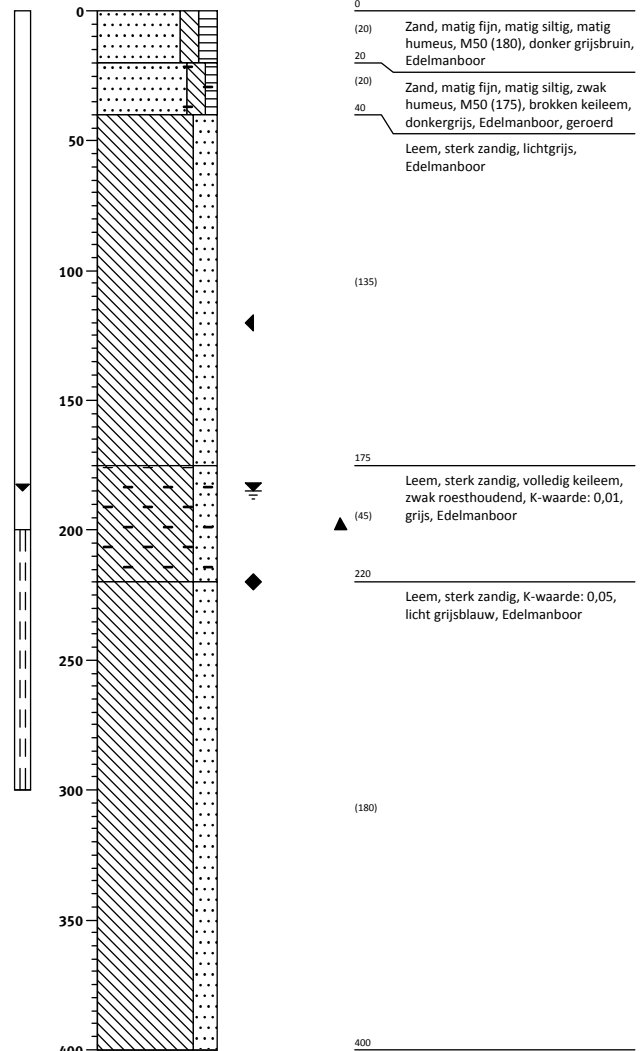 0
50
100
150
200
250
300
350
400
0
(20)
Zand, matig fijn, matig siltig, matig
humeus, M50 (180), donker grijsbruin,
Edelmanboor
20
(20)
Zand, matig fijn, matig siltig, zwak
humeus, M50 (175), brokken keileem,
donkergrijs, Edelmanboor, geroerd
40
Leem, sterk zandig, lichtgrijs,
Edelmanboor
(135)
175
Leem, sterk zandig, volledig keileem,
zwak roesthoudend, K-waarde: 0,01,
grijs, Edelmanboor
(45)
220
Leem, sterk zandig, K-waarde: 0,05,
licht grijsblauw, Edelmanboor
(180)
400